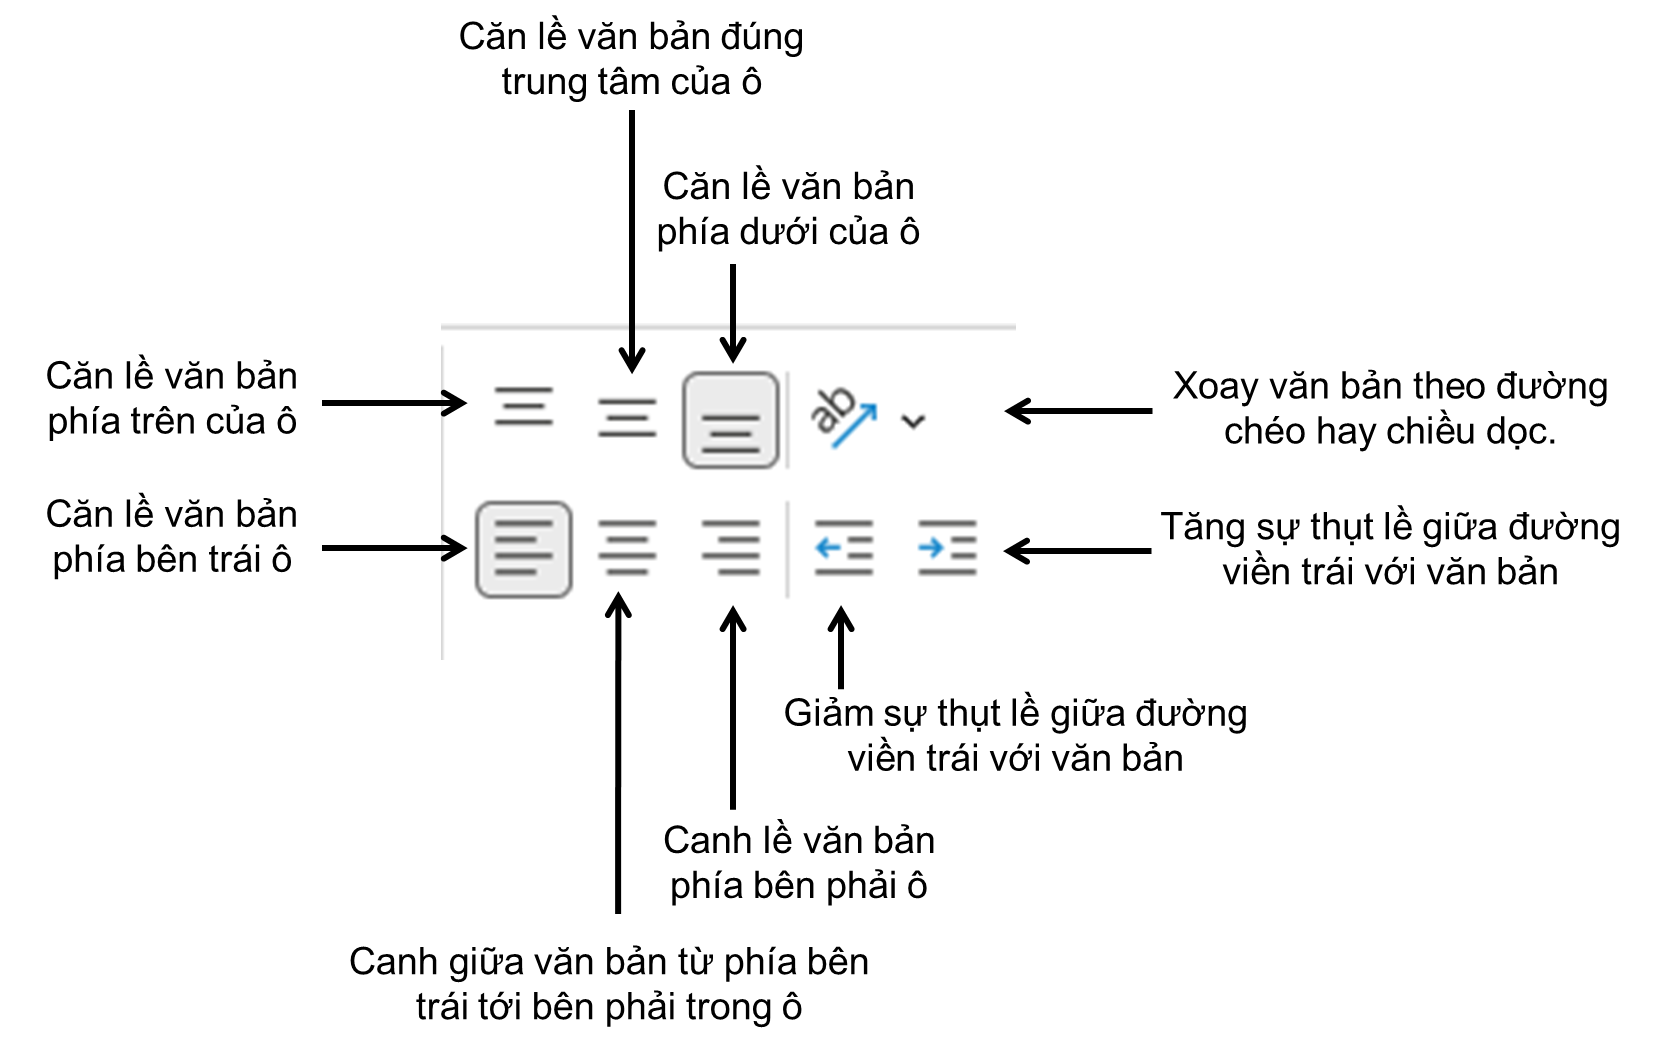 Căn lề văn bản đúng
trung tâm của ô
Căn lề văn bản
phía dưới của ô
Căn lề văn bản
phía trên của ô
ab
Xoay văn bản theo đường
chéo hay chiều dọc.
Căn lề văn bản
phía bên trái ô
Tăng sự thụt lề giữa đường
viền trái với văn bản
Giảm sự thụt lề giữa đường
viền trái với văn bản
Canh lề văn bản
phía bên phải ô
Canh giữa văn bản từ phía bên
trái tới bên phải trong ô